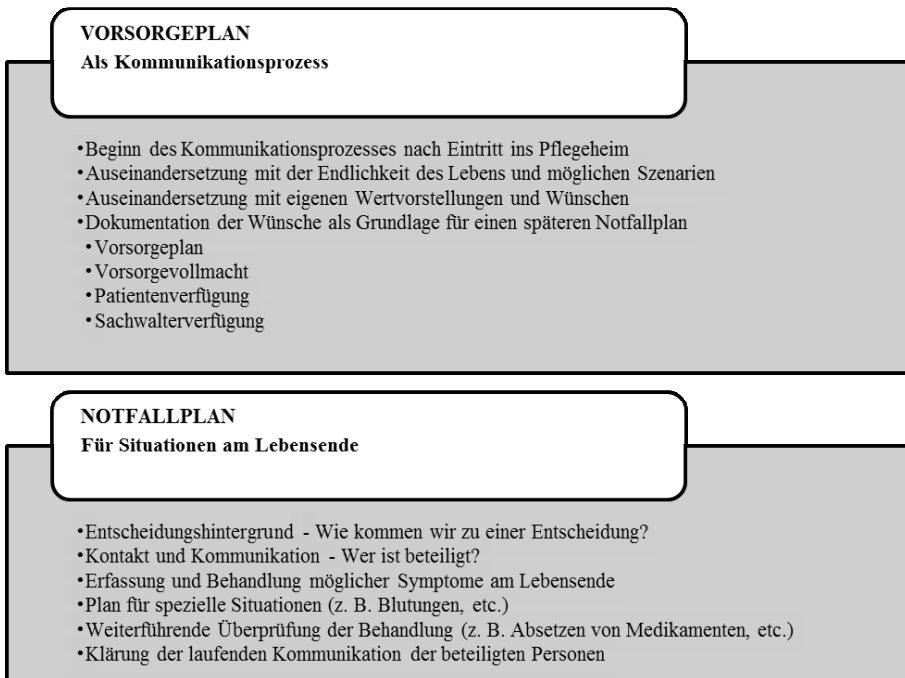 VORSORGEPLAN
Als Kommunikationsprozess
•Beginn des Kommunikationsprozesses nach Eintritt ins Pflegeheim
•Auseinandersetzung mit der Endlichkeit des Lebens und möglichen Szenarien
•Auseinandersetzung mit eigenen Wertvorstellungen und Wünschen
•Dokumentation der Wünsche als Grundlage für einen späteren Notfallplan
•Vorsorgeplan
•Vorsorgevollmacht
•Patientenverfügung
•Sachwalterverfügung
NOTFALLPLAN
Für Situationen am Lebensende
•Entscheidungshintergrund - Wie kommen wir zu einer Entscheidung?
•Kontakt und Kommunikation - Wer ist beteiligt?
•Erfassung und Behandlung möglicher Symptome am Lebensende
•Plan für spezielle Situationen (z. B. Blutungen, etc.)
•Weiterführende Überprüfung der Behandlung (z. B. Absetzen von Medikamenten, etc.)
•Klärung der laufenden Kommunikation der beteiligten Personen